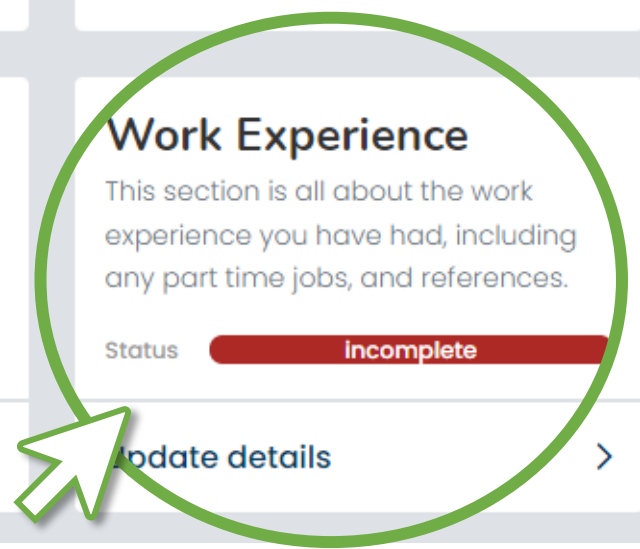 Work Experience
This section is all about the work
experience you have had, including
any part time jobs, and references.
Status incomplete
Update details